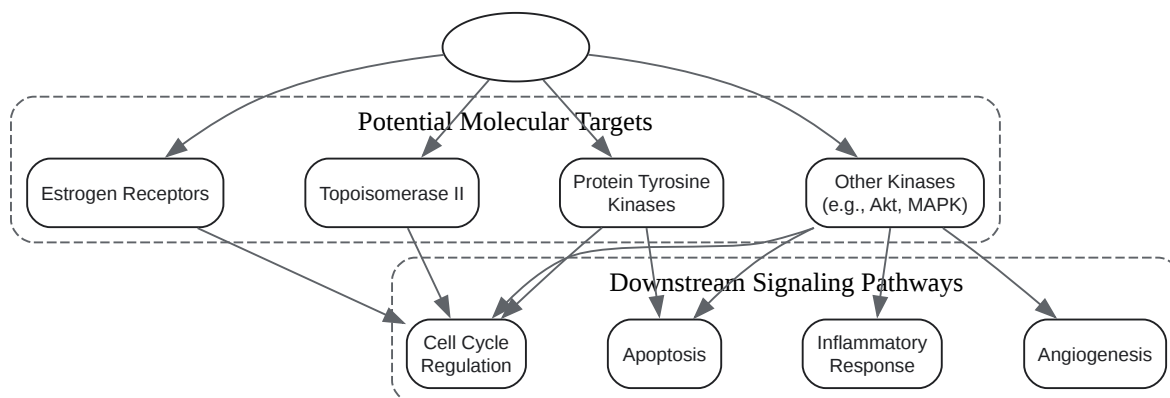 Potential Molecular Targets
Estrogen Receptors
Topoisomerase II
Protein Tyrosine
Kinases
Other Kinases
(e.g., Akt, MAPK)
Downstream Signaling Pathways
Cell Cycle
Regulation
Apoptosis
Inflammatory
Response
Angiogenesis